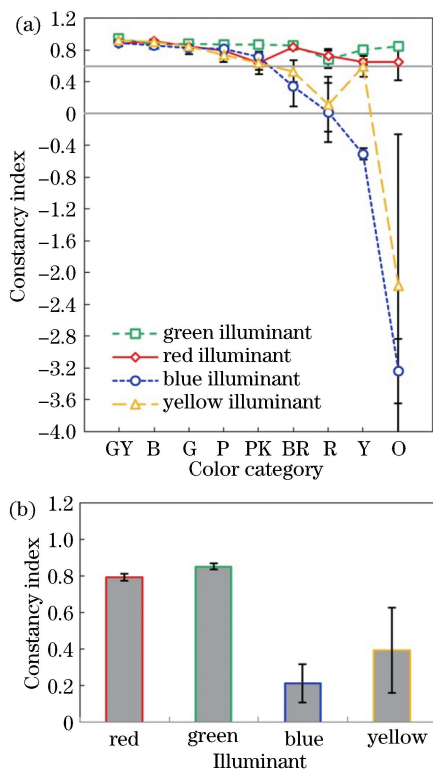 (a)
1.2
0.8
0.4
0
−0.4
−0.8
−1.2
−1.6
−2.0
−2.4
−2.8
−3.2
−3.6
−4.0
Constancy index
green illuminant
red illuminant
blue illuminant
yellow illuminant
GY B G P PK BR R Y O
Color category
(b)
1.2
1.0
0.8
0.6
0.4
0.2
0
Constancy index
red green blue yellow
Illuminant